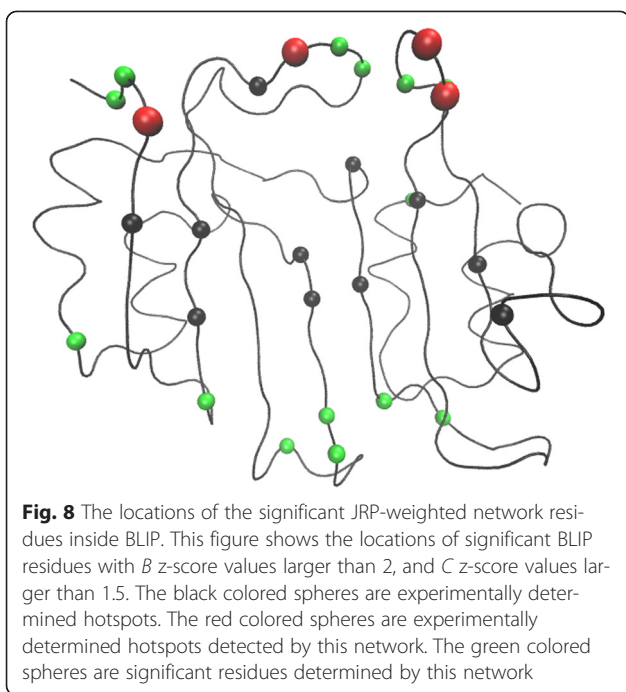 Fig. 8 The locations of the significant JRP-weighted network resi-
dues inside BLIP. This figure shows the locations of significant BLIP
residues with B z-score values larger than 2, and C z-score values lar-
ger than 1.5. The black colored spheres are experimentally deter-
mined hotspots. The red colored spheres are experimentally
determined hotspots detected by this network. The green colored
spheres are significant residues determined by this network